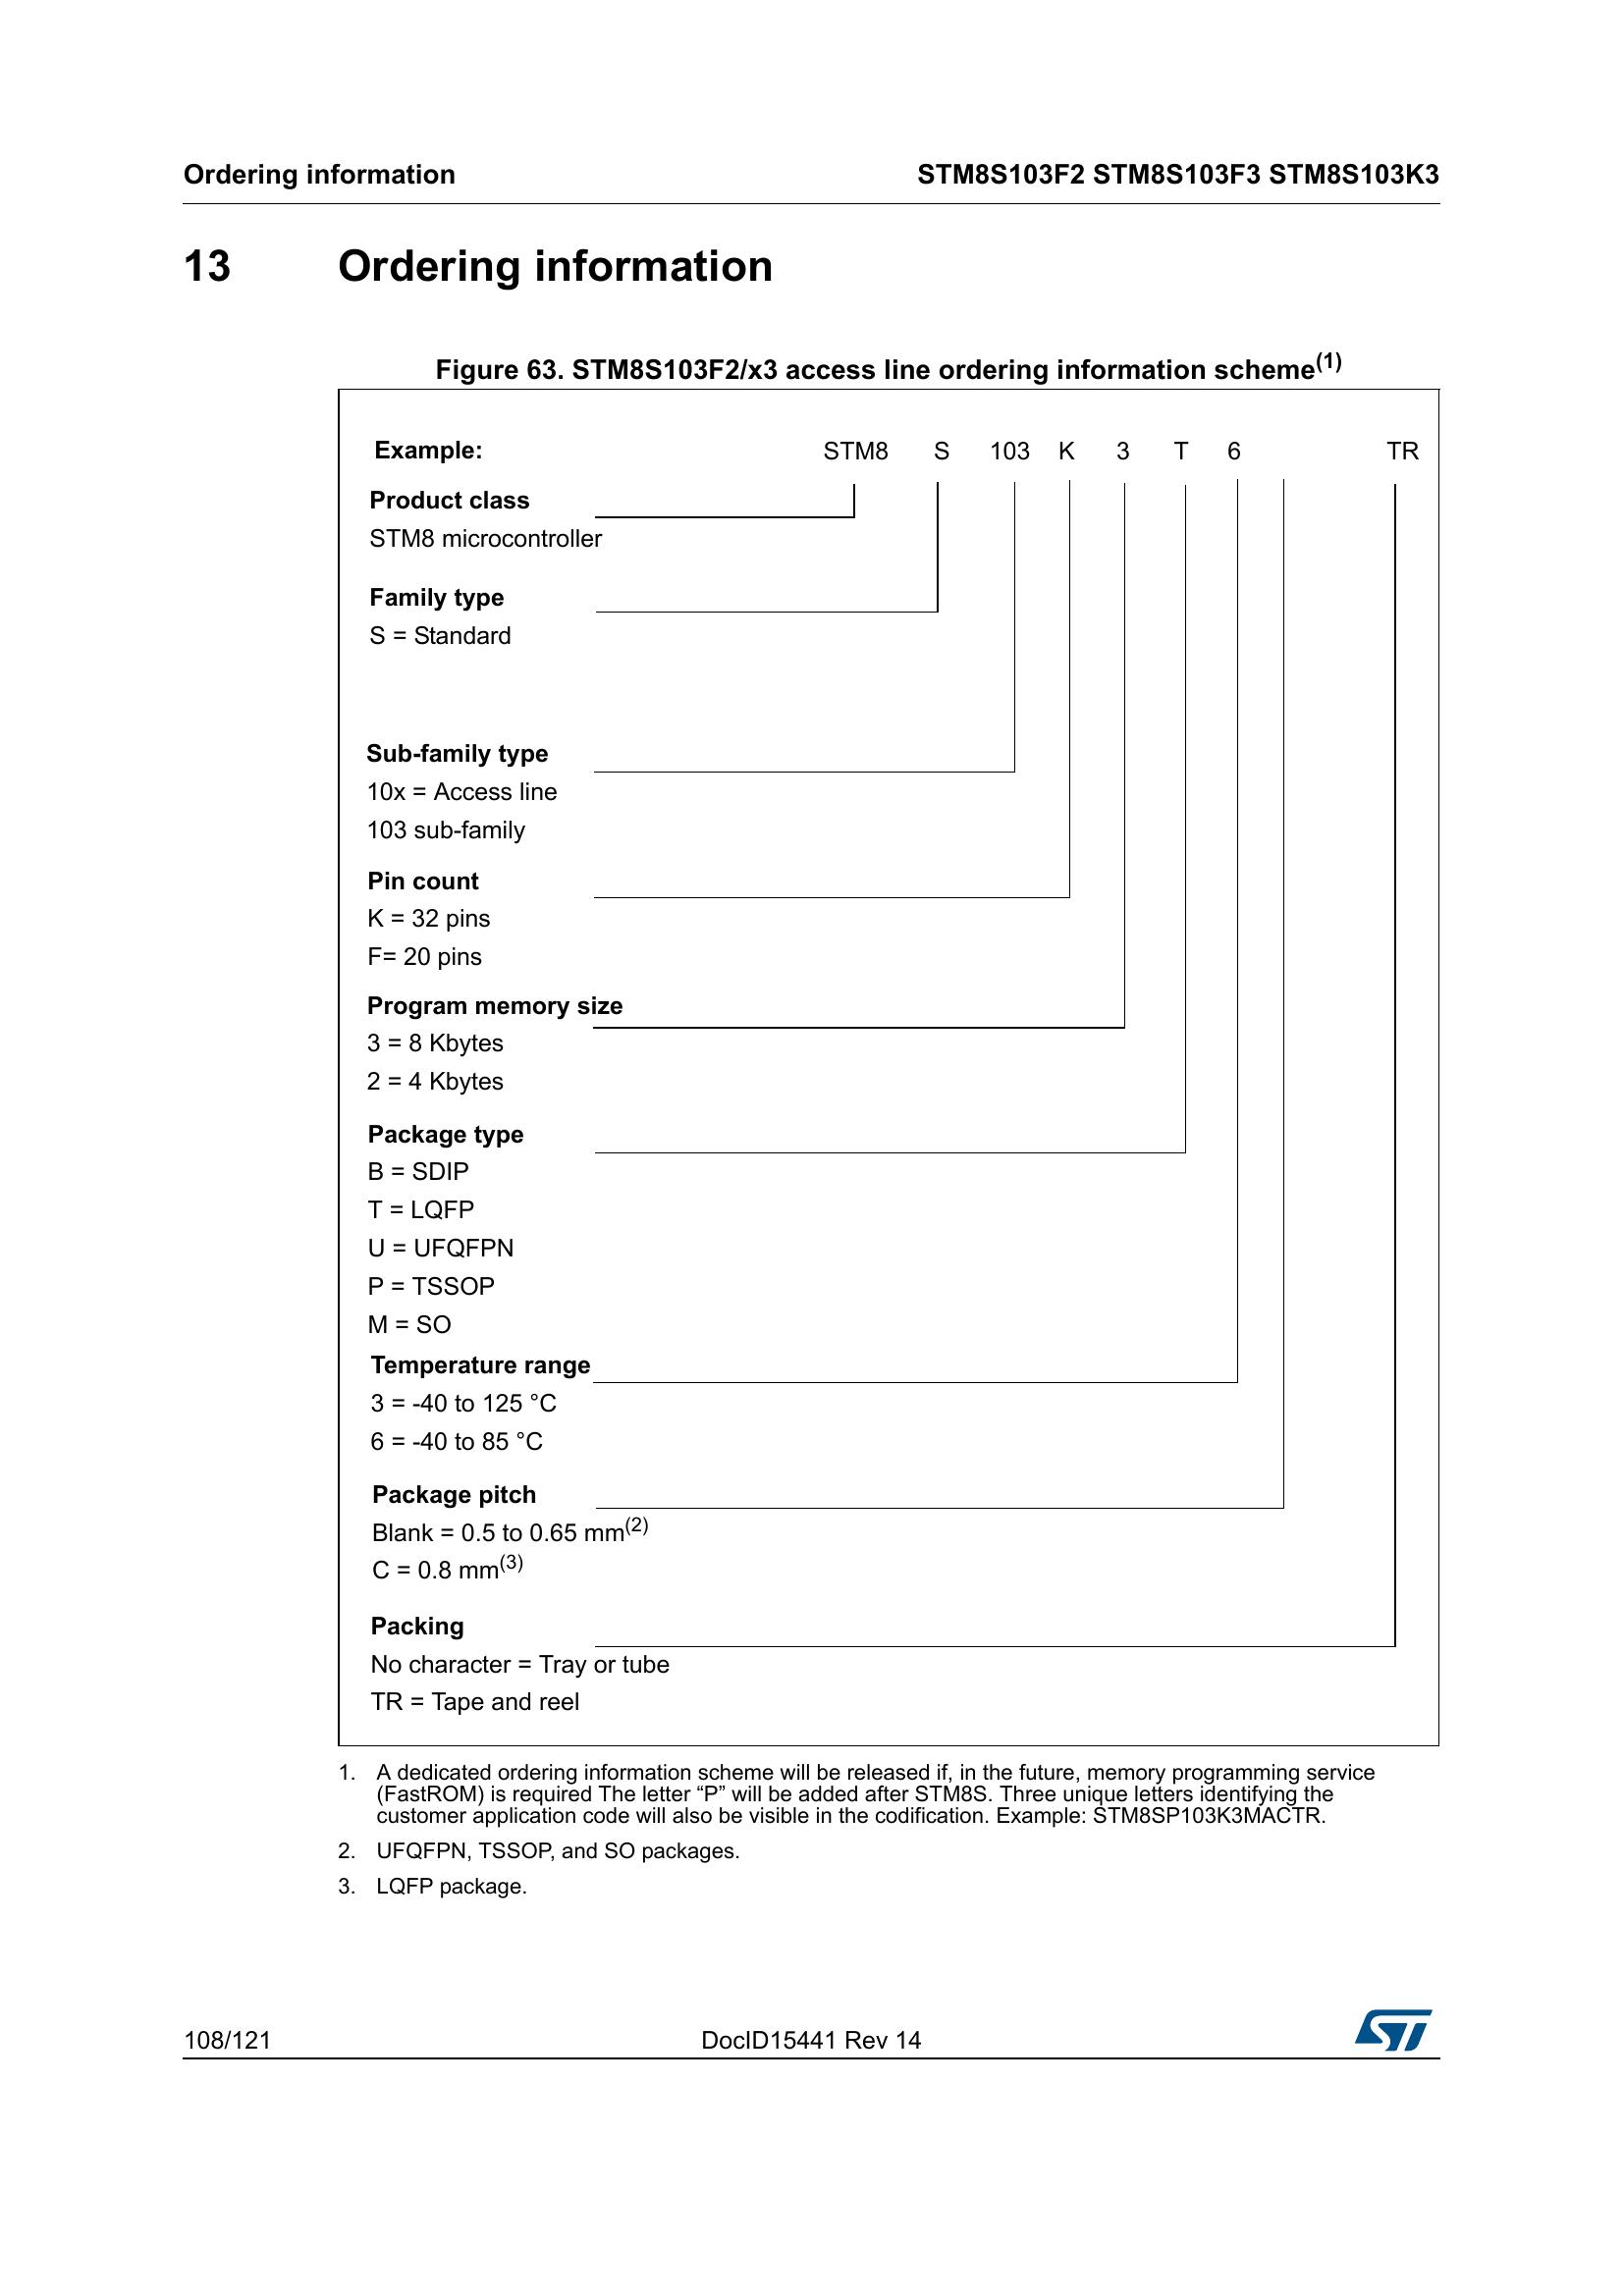 Ordering information STM8S103F2 STM8S103F3 STM8S103K3
13 Ordering information
Figure 63. STM8S103F2/x3 access line ordering information scheme(1)
Example: STM8 S 103 K 3 T 6 TR
Product class
STM8 microcontroller
Family type
S = Standard
Sub-family type
10x = Access line
103 sub-family
Pin count
K = 32 pins
F= 20 pins
Program memory size
3 = 8 Kbytes
2 = 4 Kbytes
Package type
B = SDIP
T = LQFP
U = UFQFPN
P = TSSOP
M = SO
Temperature range
3 = -40 to 125 °C
6 = -40 to 85 °C
Package pitch
Blank = 0.5 to 0.65 mm(2)
C = 0.8 mm(3)
Packing
No character = Tray or tube
TR = Tape and reel
1. A dedicated ordering information scheme will be released if, in the future, memory programming service
(FastROM) is required The letter “P” will be added after STM8S. Three unique letters identifying the
customer application code will also be visible in the codification. Example: STM8SP103K3MACTR.
2. UFQFPN, TSSOP, and SO packages.
3. LQFP package.
108/121 DocID15441 Rev 14 ST